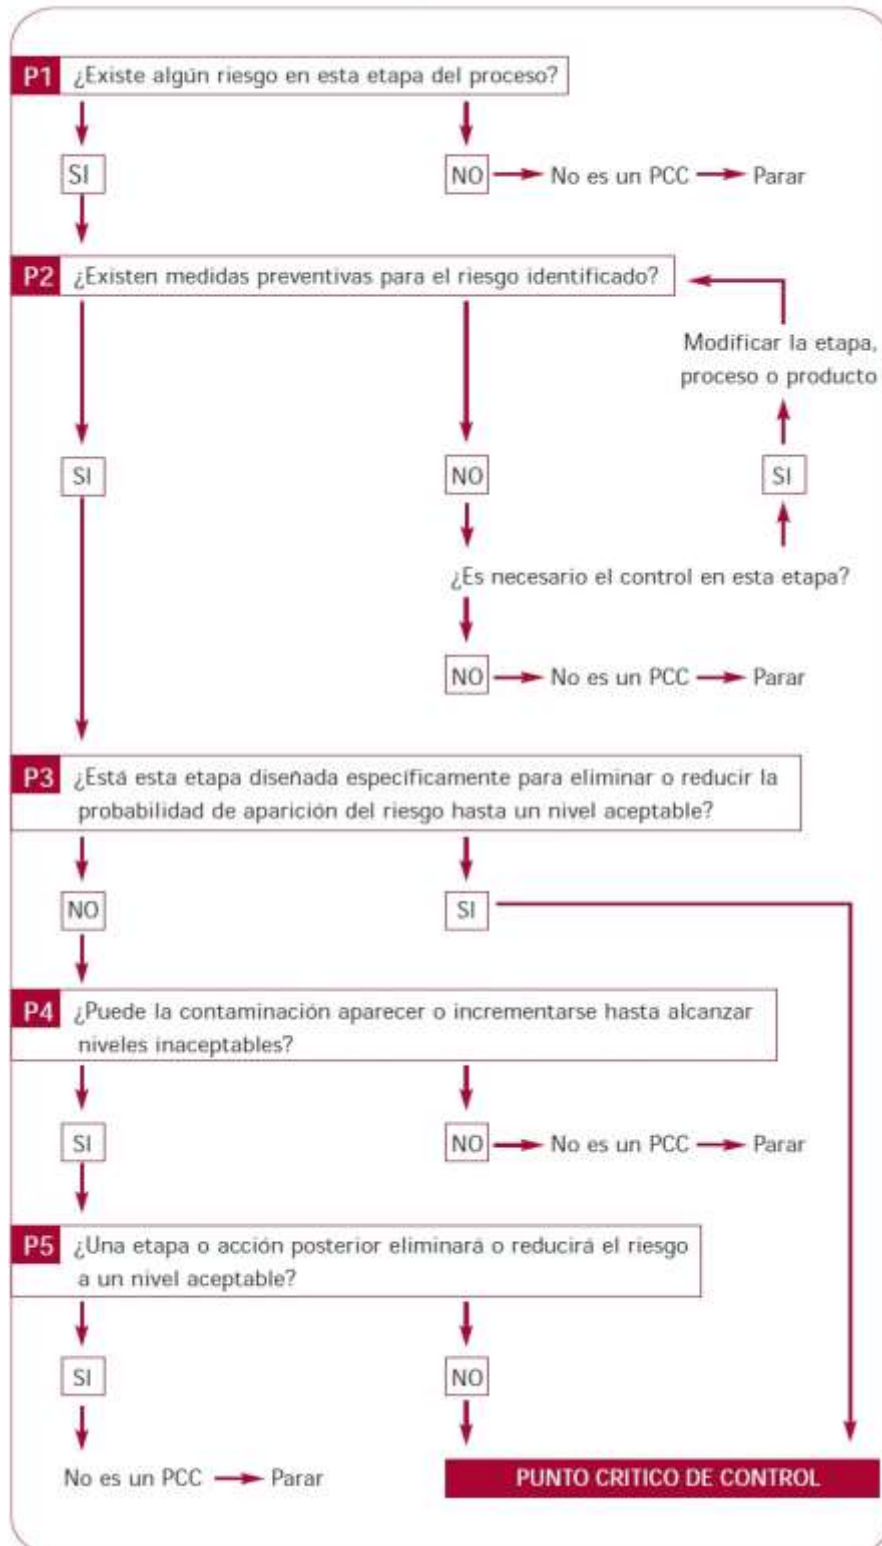 P1 ¿Existe algún riesgo en esta etapa del proceso?
SI
NO
No es un PCC
Parar
P2 ¿Existen medidas preventivas para el riesgo identificado?
Modificar la etapa,
proceso o producto
SI
NO
SI
¿Es necesario el control en esta etapa?
NO
No es un PCC
Parar
P3 ¿Está esta etapa diseñada específicamente para eliminar o reducir la
probabilidad de aparición del riesgo hasta un nivel aceptable?
NO
SI
P4 ¿Puede la contaminación aparecer o incrementarse hasta alcanzar
niveles inaceptables?
SI
NO
No es un PCC
Parar
P5 ¿Una etapa o acción posterior eliminará o reducirá el riesgo
a un nivel aceptable?
SI
NO
No es un PCC
Parar
PUNTO CRITICO DE CONTROL